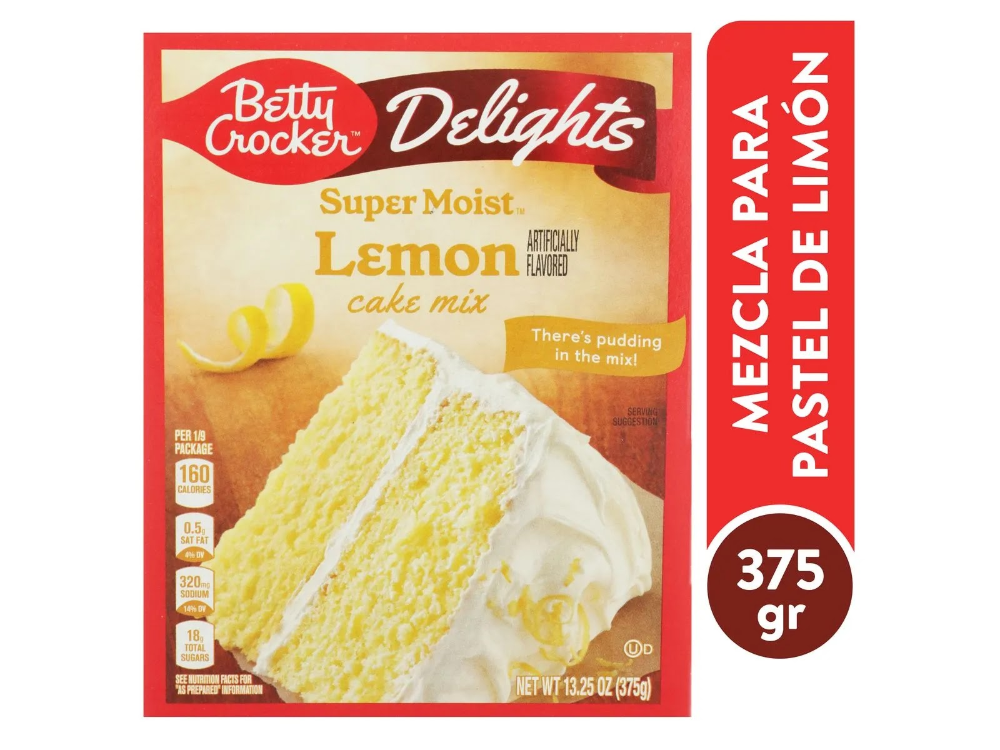 Betty
Crocker™
Delights
Super Moist™
Lemon
ARTIFICIALLY
FLAVORED
cake mix
There's pudding
in the mix!
SERVING
SUGGESTION
PER 1/9
PACKAGE
160
CALORIES
0.5g
SAT FAT
4% DV
320mg
SODIUM
14% DV
18g
TOTAL
SUGARS
SEE NUTRITION FACTS FOR
"AS PREPARED" INFORMATION
U D
NET WT 13.25 OZ (375g)
MEZCLA PARA
PASTEL DE LIMÓN
375
gr